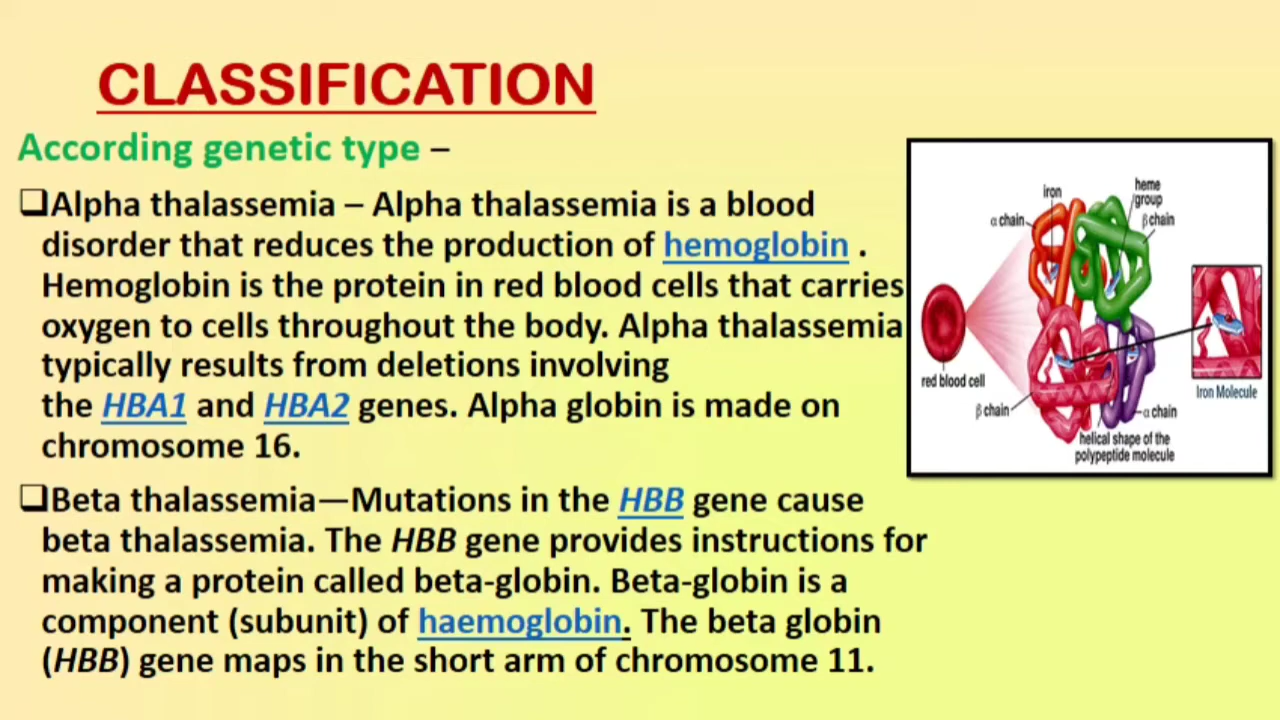 CLASSIFICATION
According genetic type –
❑Alpha thalassemia – Alpha thalassemia is a blood
disorder that reduces the production of hemoglobin .
Hemoglobin is the protein in red blood cells that carries
oxygen to cells throughout the body. Alpha thalassemia
typically results from deletions involving
the HBA1 and HBA2 genes. Alpha globin is made on
chromosome 16.
❑Beta thalassemia—Mutations in the HBB gene cause
beta thalassemia. The HBB gene provides instructions for
making a protein called beta-globin. Beta-globin is a
component (subunit) of haemoglobin. The beta globin
(HBB) gene maps in the short arm of chromosome 11.
iron
heme
group
α chain
β chain
red blood cell
Iron Molecule
β chain
α chain
helical shape of the
polypeptide molecule